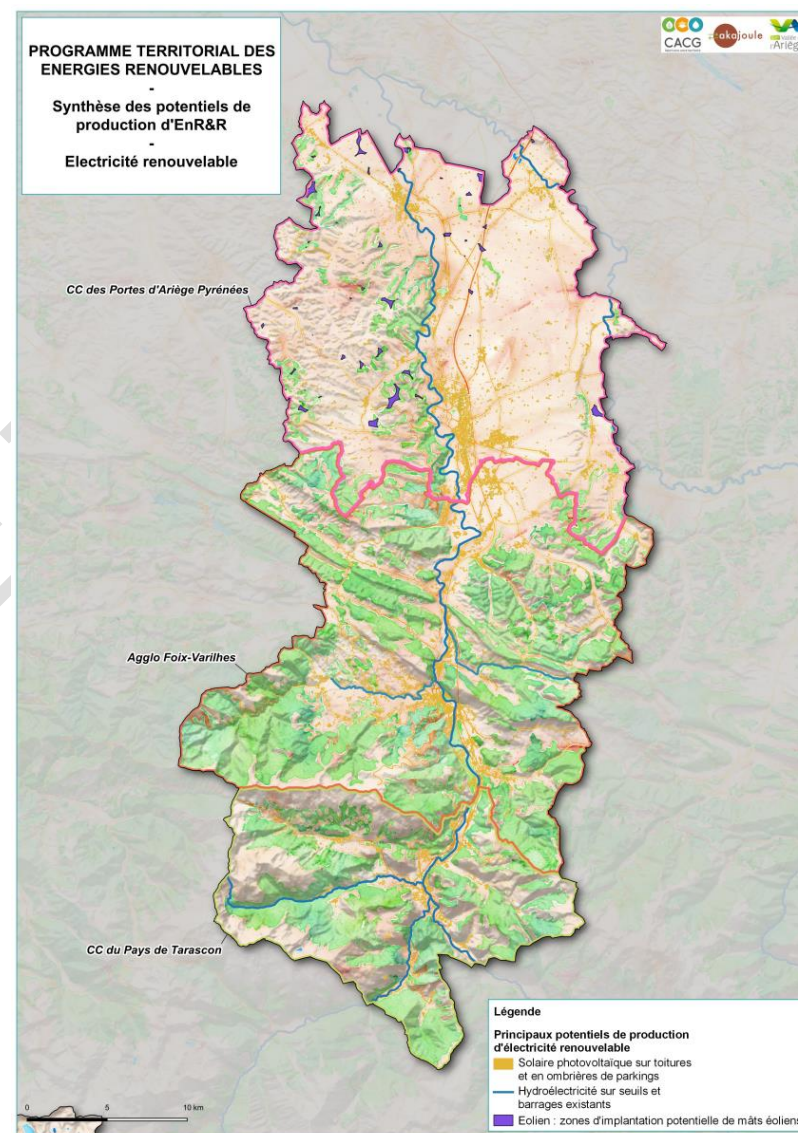 PROGRAMME TERRITORIAL DES
ENERGIES RENOUVELABLES
-
Synthèse des potentiels de
production d'EnR&R
-
Electricité renouvelable
CACG
akajoule
d'Ariège
CC des Portes d'Ariège Pyrénées
Agglo Foix-Varilhes
CC du Pays de Tarascon
Légende
Principaux potentiels de production
d'électricité renouvelable
Solaire photovoltaïque sur toitures
et en ombrières de parkings
Hydroélectricité sur seuils et
barrages existants
Eolien : zones d'implantation potentielle de mâts éoliens
0 5 10 km